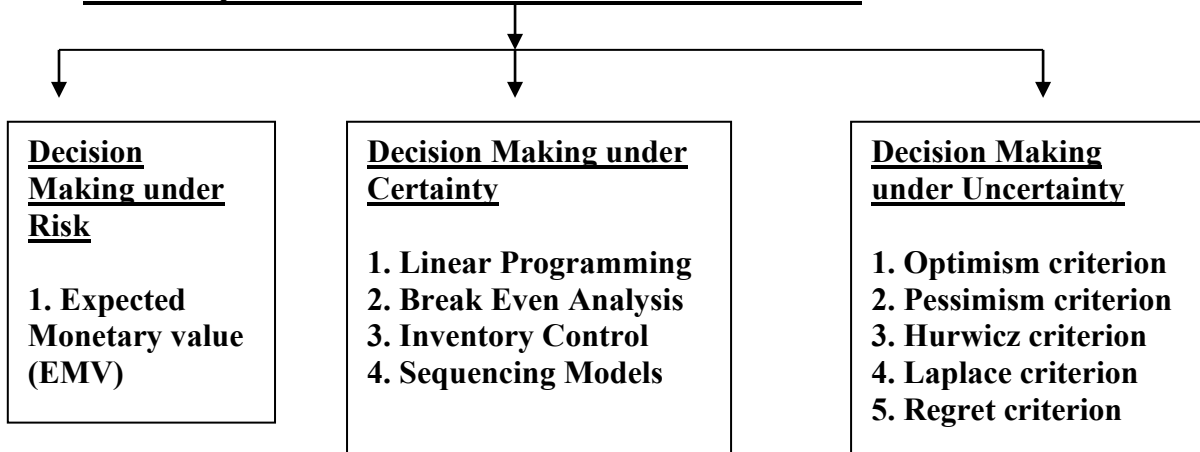 Decision
Making under
Risk
1. Expected
Monetary value
(EMV)
Decision Making under
Certainty
1. Linear Programming
2. Break Even Analysis
3. Inventory Control
4. Sequencing Models
Decision Making
under Uncertainty
1. Optimism criterion
2. Pessimism criterion
3. Hurwicz criterion
4. Laplace criterion
5. Regret criterion